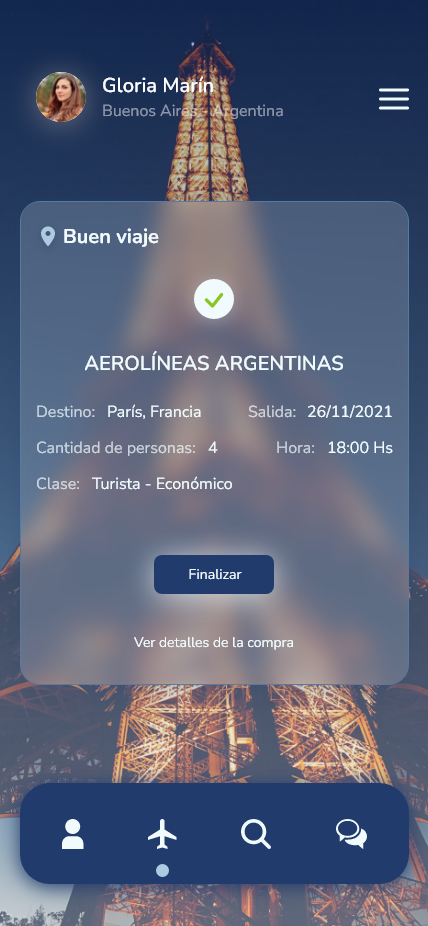 Gloria Marín
Buenos Aires - Argentina
Buen viaje
AEROLÍNEAS ARGENTINAS
Destino: París, Francia Salida: 26/11/2021
Cantidad de personas: 4 Hora: 18:00 Hs
Clase: Turista - Económico
Finalizar
Ver detalles de la compra